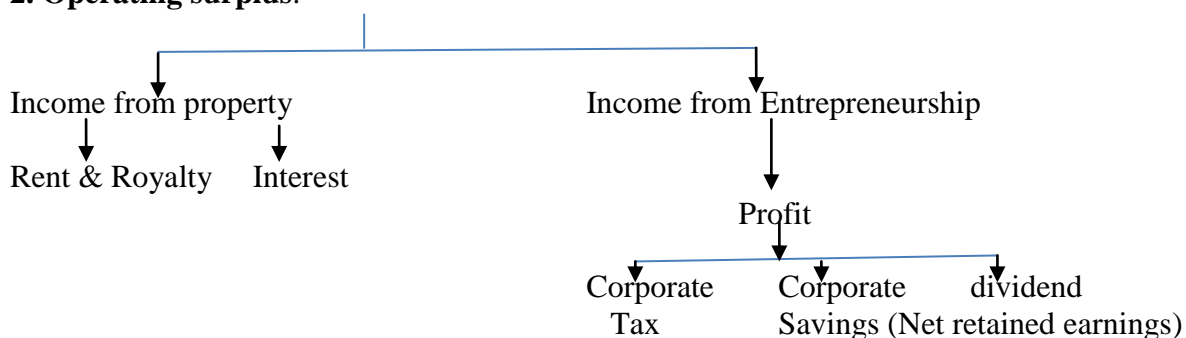 2. Operating surplus.
Income from property Income from Entrepreneurship
Rent & Royalty Interest
Profit
Corporate Corporate dividend
Tax Savings (Net retained earnings)